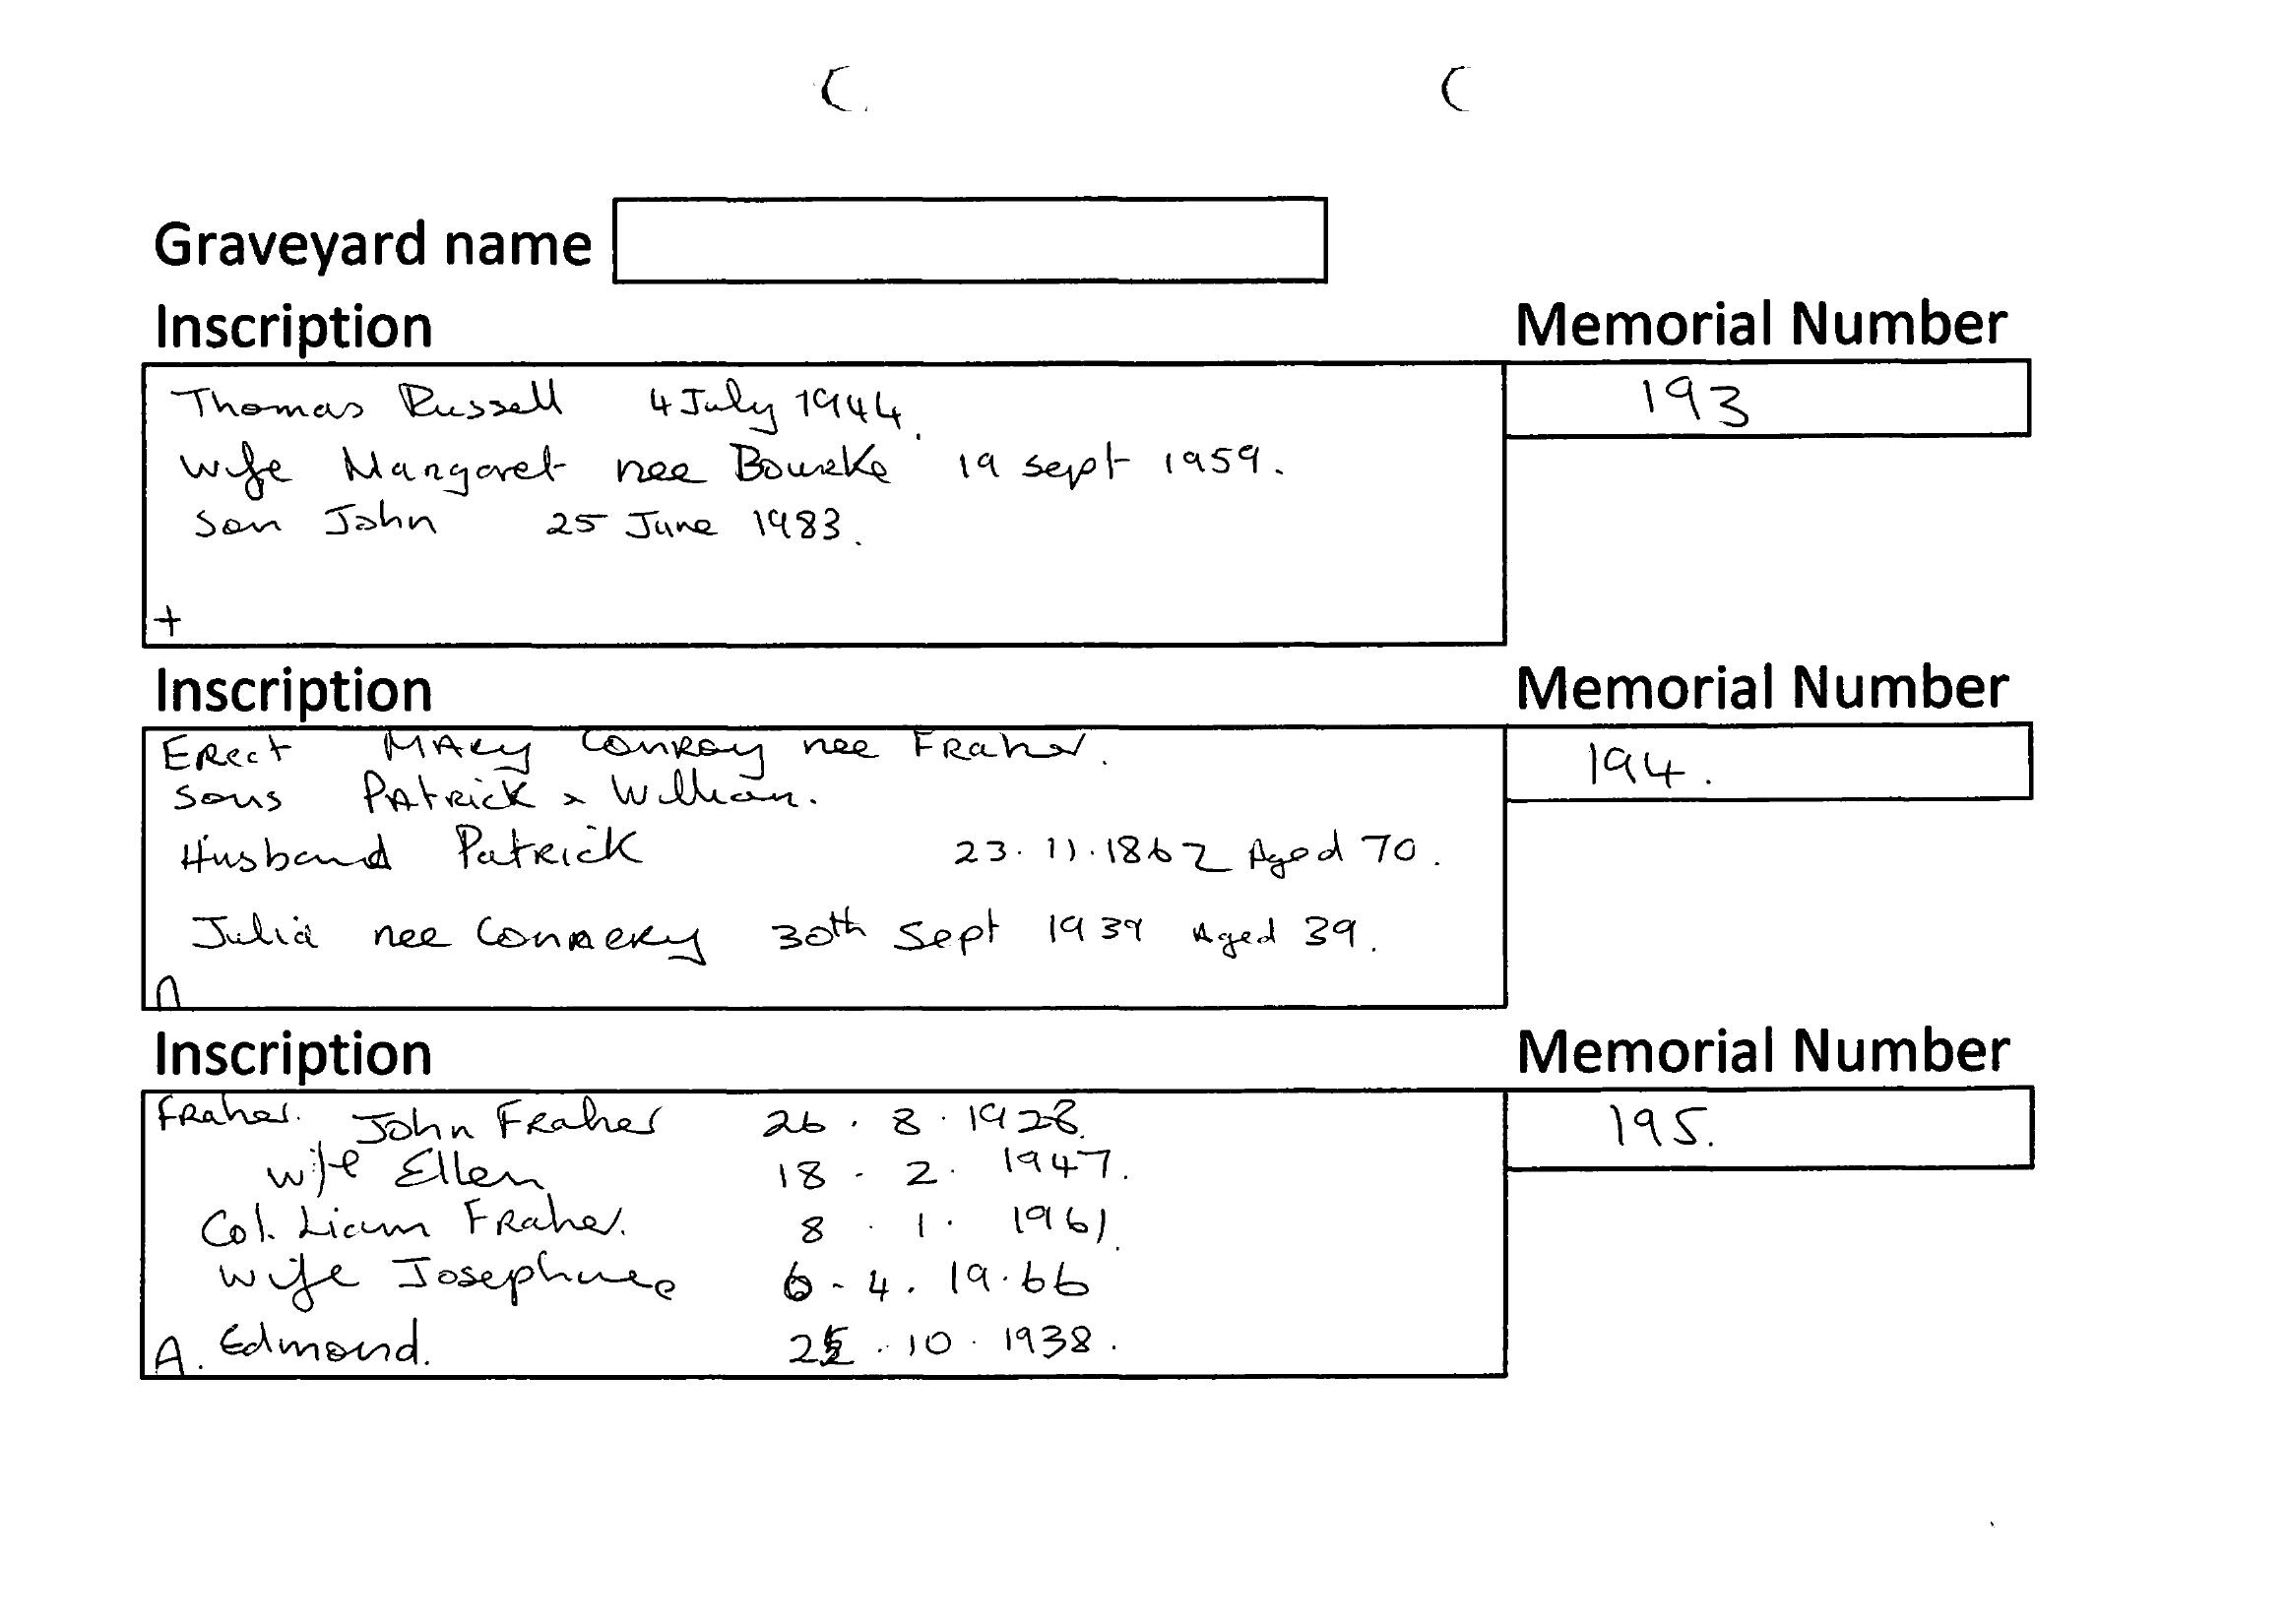 Graveyard name
Inscription
Memorial Number
Thomas Russell 4 July 1944.
193
wife Margaret nee Bourke 19 sept 1959.
Son John 25 June 1983.
+
Inscription
Memorial Number
Erect MARy ConRoy nee FRaher.
194.
sons PAtRick & William.
Husband PatRick 23.11.1862 Aged 70.
Julia nee 30th Sept 1939 Aged 39.
Inscription
Memorial Number
FRaher. John FRaher 26.8.1928.
195.
wife Ellen 18-2.1947.
Col. Liam FRaher. 8.1.1961.
wife Josephine 6-4.19.66
A. Edmond. .10.1938.